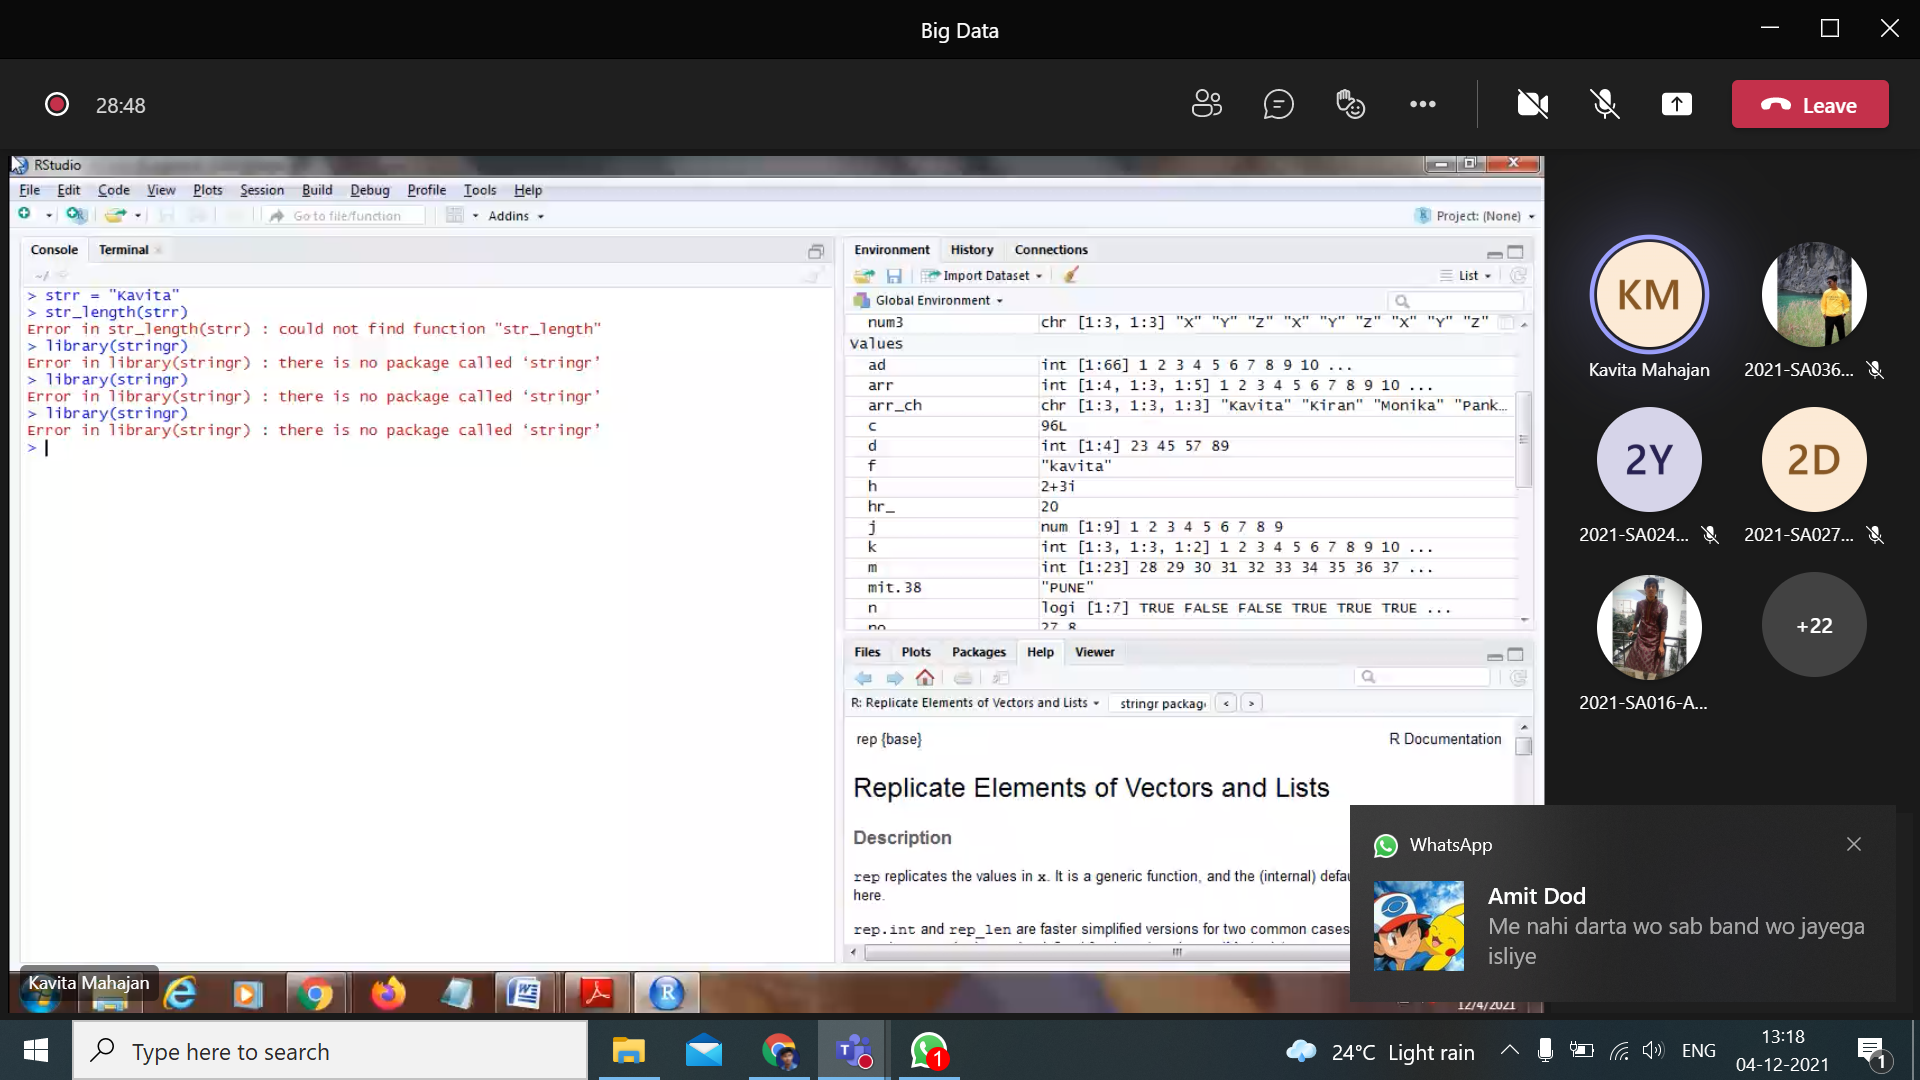 Big Data
28:48
Leave
RStudio
File Edit Code View Plots Session Build Debug Profile Tools Help
Go to file/function
Addins
Project: (None)
Console Terminal
~/
> strr = "Kavita"
> str_length(strr)
Error in str_length(strr) : could not find function "str_length"
> library(stringr)
Error in library(stringr) : there is no package called ‘stringr’
> library(stringr)
Error in library(stringr) : there is no package called ‘stringr’
> library(stringr)
Error in library(stringr) : there is no package called ‘stringr’
>
Environment History Connections
Import Dataset
List
Global Environment
num3 chr [1:3, 1:3] "X" "Y" "Z" "X" "Y" "Z" "X" "Y" "Z"
Values
ad int [1:66] 1 2 3 4 5 6 7 8 9 10 ...
arr int [1:4, 1:3, 1:5] 1 2 3 4 5 6 7 8 9 10 ...
arr_ch chr [1:3, 1:3, 1:3] "Kavita" "Kiran" "Monika" "Pank...
c 96L
d int [1:4] 23 45 57 89
f "kavita"
h 2+3i
hr_ 20
j num [1:9] 1 2 3 4 5 6 7 8 9
k int [1:3, 1:3, 1:2] 1 2 3 4 5 6 7 8 9 10 ...
m int [1:23] 28 29 30 31 32 33 34 35 36 37 ...
mit.38 "PUNE"
n logi [1:7] TRUE FALSE FALSE TRUE TRUE TRUE ...
no 27.8
Files Plots Packages Help Viewer
R: Replicate Elements of Vectors and Lists
stringr packag
rep {base} R Documentation
Replicate Elements of Vectors and Lists
Description
rep replicates the values in x. It is a generic function, and the (internal)
here.
rep.int and rep_len are faster simplified versions for two common cases
KM
Kavita Mahajan
2021-SA036...
2Y
2021-SA024...
2D
2021-SA027...
2021-SA016-A...
+22
WhatsApp
Amit Dod
Me nahi darta wo sab band wo jayega
isliye
Kavita Mahajan
12/4/2021
Type here to search
1
24°C Light rain
ENG
13:18
04-12-2021
1